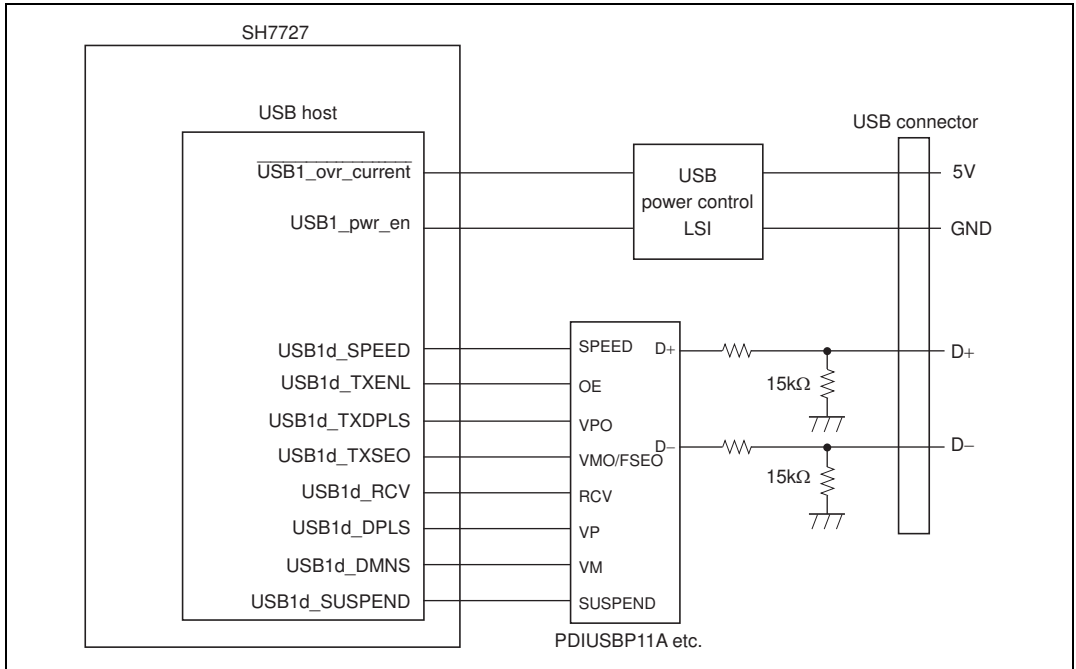 SH7727
USB host
USB connector
USB1_ovr_current
USB
power control
LSI
5V
USB1_pwr_en
GND
USB1d_SPEED
SPEED
D+
D+
USB1d_TXENL
OE
15kΩ
USB1d_TXDPLS
VPO
D−
D−
USB1d_TXSEO
VMO/FSEO
15kΩ
USB1d_RCV
RCV
USB1d_DPLS
VP
USB1d_DMNS
VM
USB1d_SUSPEND
SUSPEND
PDIUSBP11A etc.